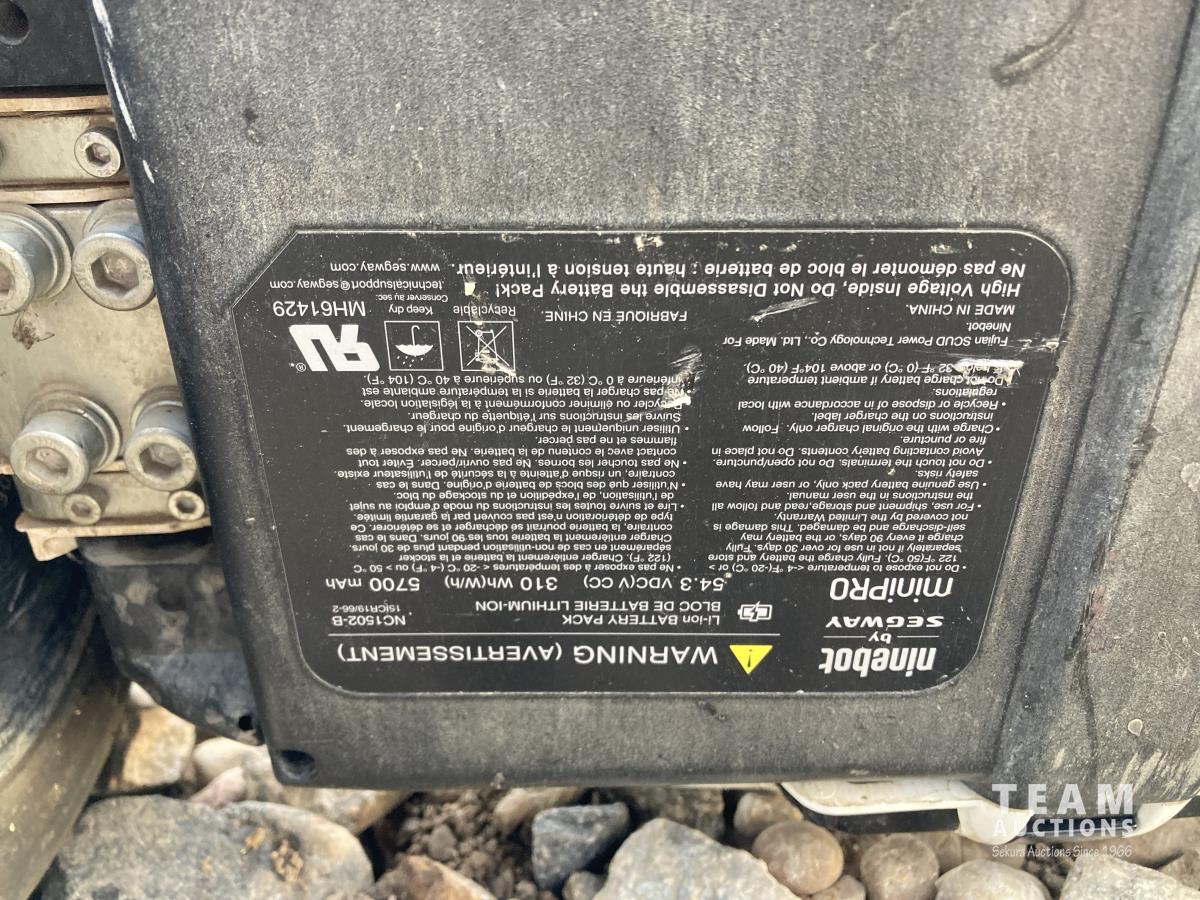 ninebot
by
SEGWAY
miniPRO
WARNING (AVERTISSEMENT)
Li-ion BATTERY PACK
NC1502-B
BLOC DE BATTERIE LITHIUM-ION
15ICR19/66-2
54.3 VDC(V CC) 310 Wh(W/h) 5700 mAh
• Do not expose to temperature <-4 °F(-20 °C) or >
122 °F(50 °C). Fully charge the battery and store
separately if not in use for over 30 days. Fully
charge it every 90 days, or the battery may
self-discharge and be damaged. This damage is
not covered by the Limited Warranty.
• For use, shipment and storage,read and follow all
the instructions in the user manual.
• Use genuine battery pack only, or user may have
safety risks.
• Do not touch the terminals. Do not open/puncture.
Avoid contacting battery contents. Do not place in
fire or puncture.
• Charge with the original charger only. Follow
instructions on the charger label.
• Recycle or dispose of in accordance with local
regulations.
Do not charge battery if ambient temperature
is below 32 °F (0 °C) or above 104 °F (40 °C).
Fujian SCUD Power Technology Co., Ltd. Made For
Ninebot.
MADE IN CHINA
• Ne pas exposer à des températures < -20 °C (-4 °F) ou > 50 °C
(122 °F). Charger entièrement la batterie et la stocker
séparément en cas de non-utilisation pendant plus de 30 jours.
Charger entièrement la batterie tous les 90 jours. Dans le cas
contraire, la batterie pourrait se décharger et se détériorer. Ce
type de détérioration n'est pas couvert par la garantie limitée.
• Lire et suivre toutes les instructions du mode d'emploi au sujet
de l'utilisation, de l'expédition et du stockage du bloc.
• N'utiliser que des blocs de batterie d'origine. Dans le cas
contraire, un risque d'atteinte à la sécurité de l'utilisateur existe.
• Ne pas toucher les bornes. Ne pas ouvrir/percer. Éviter tout
contact avec le contenu de la batterie. Ne pas exposer à des
flammes et ne pas percer.
• Utiliser uniquement le chargeur d'origine pour le chargement.
Suivre les instructions sur l'étiquette du chargeur.
Recycler ou éliminer conformément à la législation locale.
• Ne pas charger la batterie si la température ambiante est
inférieure à 0 °C (32 °F) ou supérieure à 40 °C (104 °F).
FABRIQUÉ EN CHINE
Recyclable
Keep dry
Conserver au sec
RU
®
MH61429
High Voltage Inside, Do Not Disassemble the Battery Pack!
Ne pas démonter le bloc de batterie ; haute tension à l'intérieur.
technicalsupport@segway.com
www.segway.com
TEAM
AUCTIONS
Sekura Auctions Since 1966